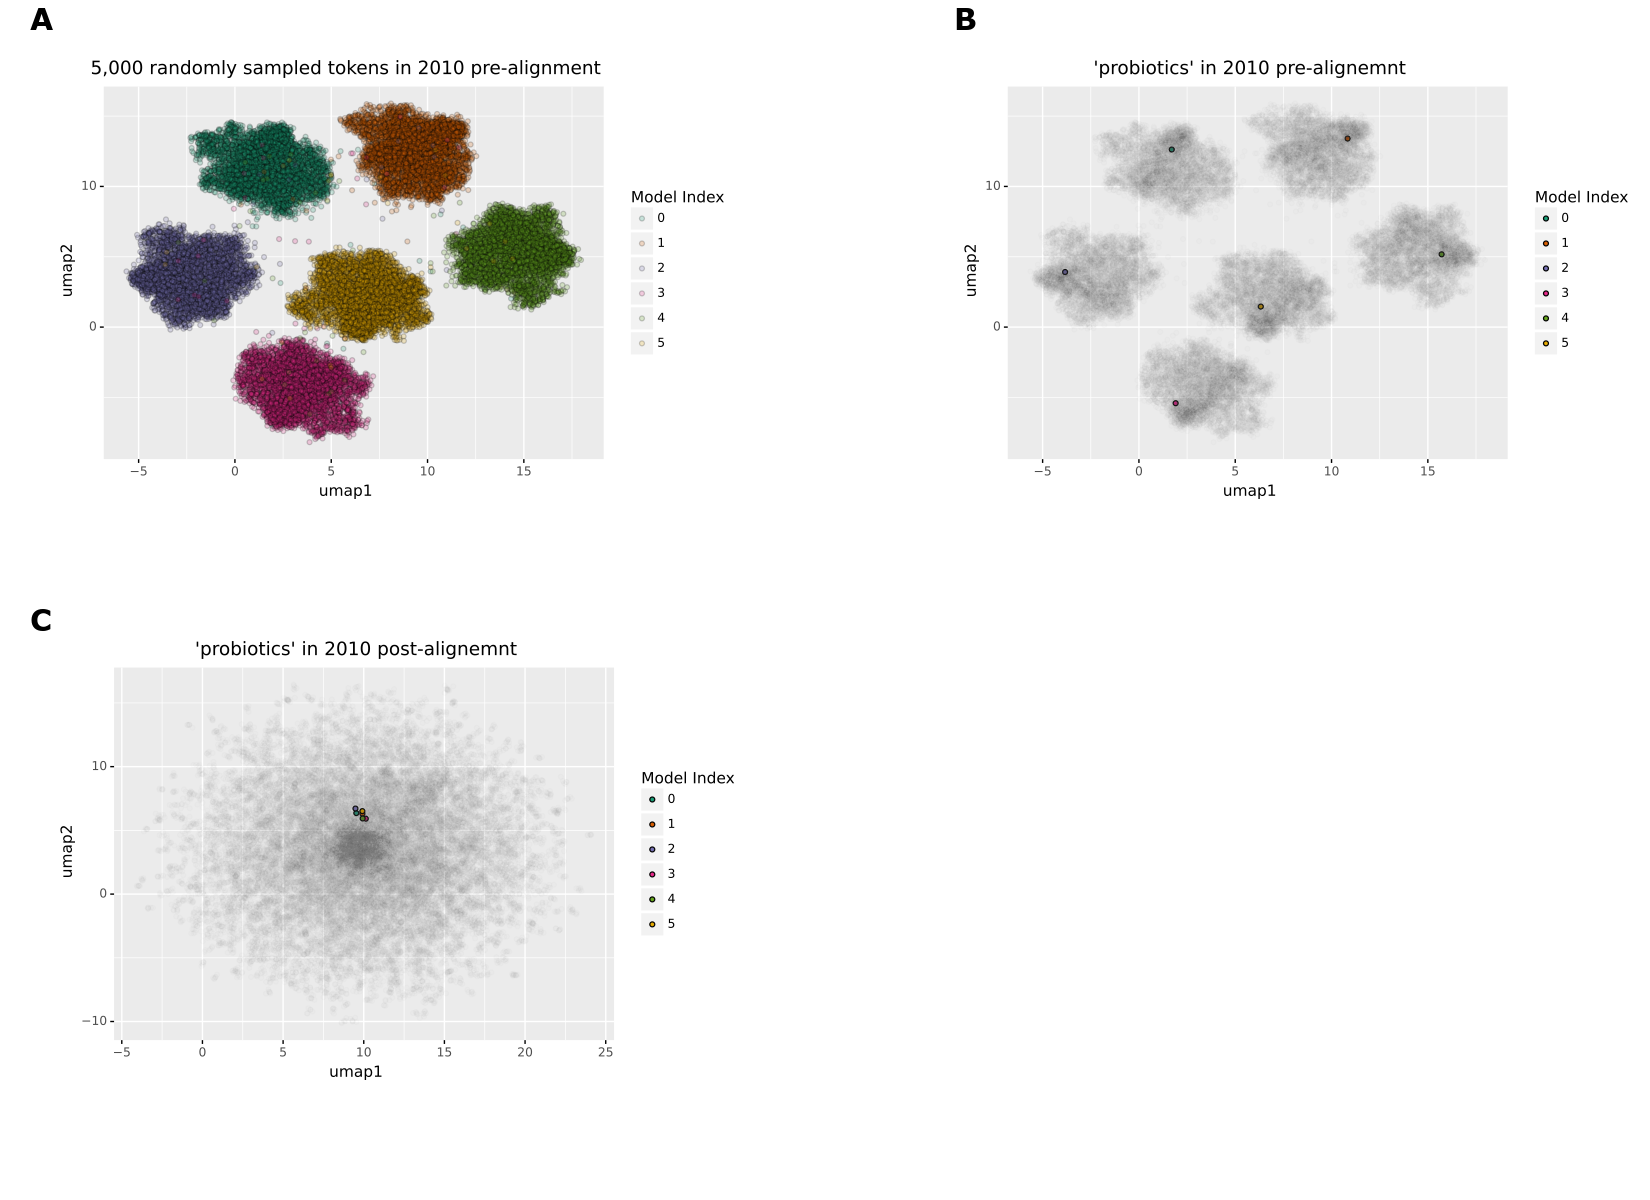 A
5,000 randomly sampled tokens in 2010 pre-alignment
umap2
10
0
−5
0
5
10
15
umap1
Model Index
0
1
2
3
4
5
B
'probiotics' in 2010 pre-alignemnt
umap2
10
0
−5
0
5
10
15
umap1
Model Index
0
1
2
3
4
5
C
'probiotics' in 2010 post-alignemnt
umap2
10
0
−10
−5
0
5
10
15
20
25
umap1
Model Index
0
1
2
3
4
5